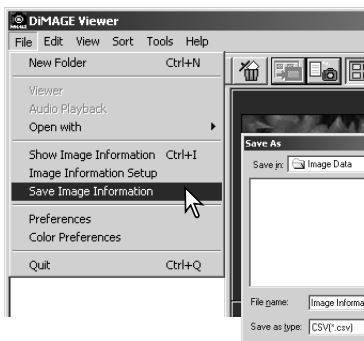 DiMAGE Viewer
File Edit View Sort Tools Help
New Folder Ctrl+N
Viewer
Audio Playback
Open with
Show Image Information Ctrl+I
Image Information Setup
Save Image Information
Preferences
Color Preferences
Quit Ctrl+Q
Save As
Save in: Image Data
File name: Image Informa
Save as type: CSV(*.csv)